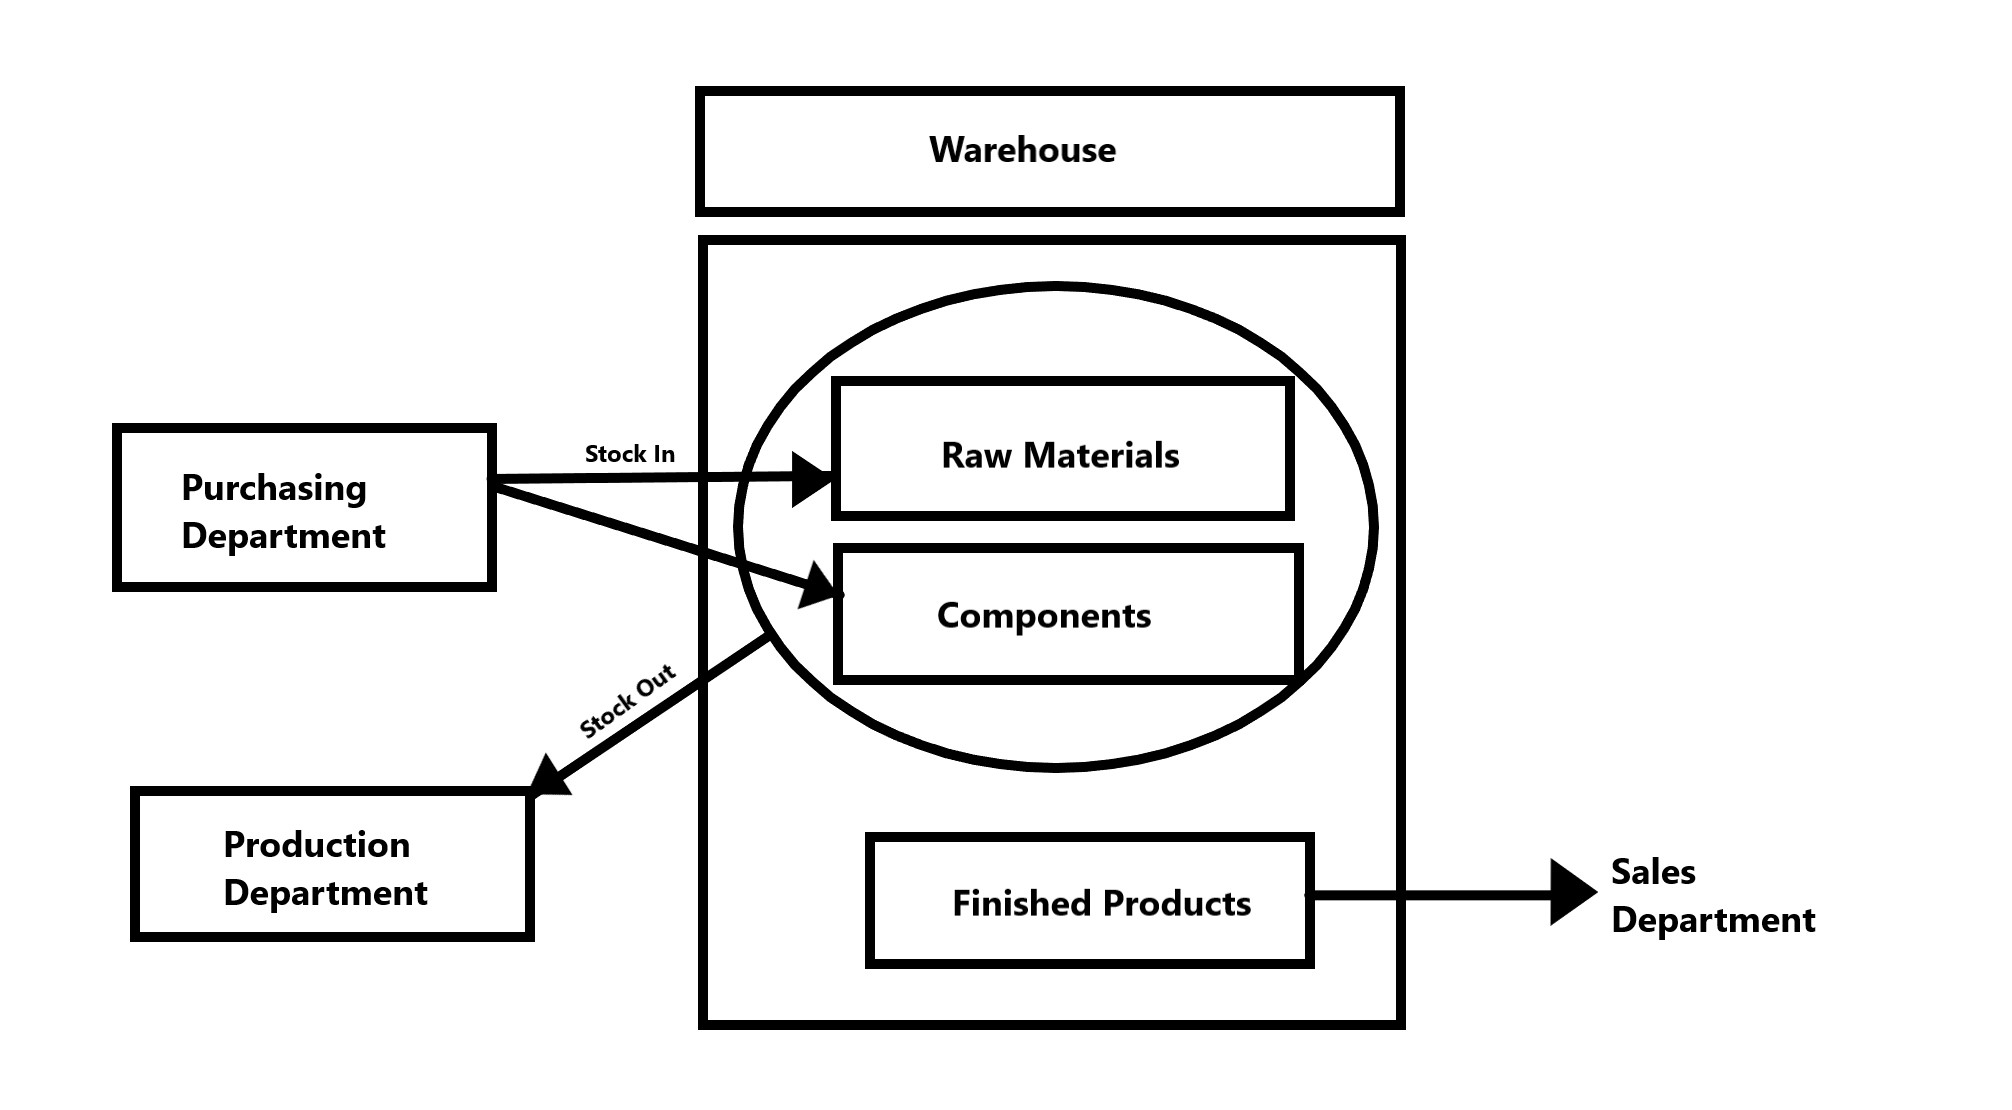 Warehouse
Raw Materials
Stock In
Purchasing
Department
Components
Stock Out
Production
Department
Finished Products
Sales
Department